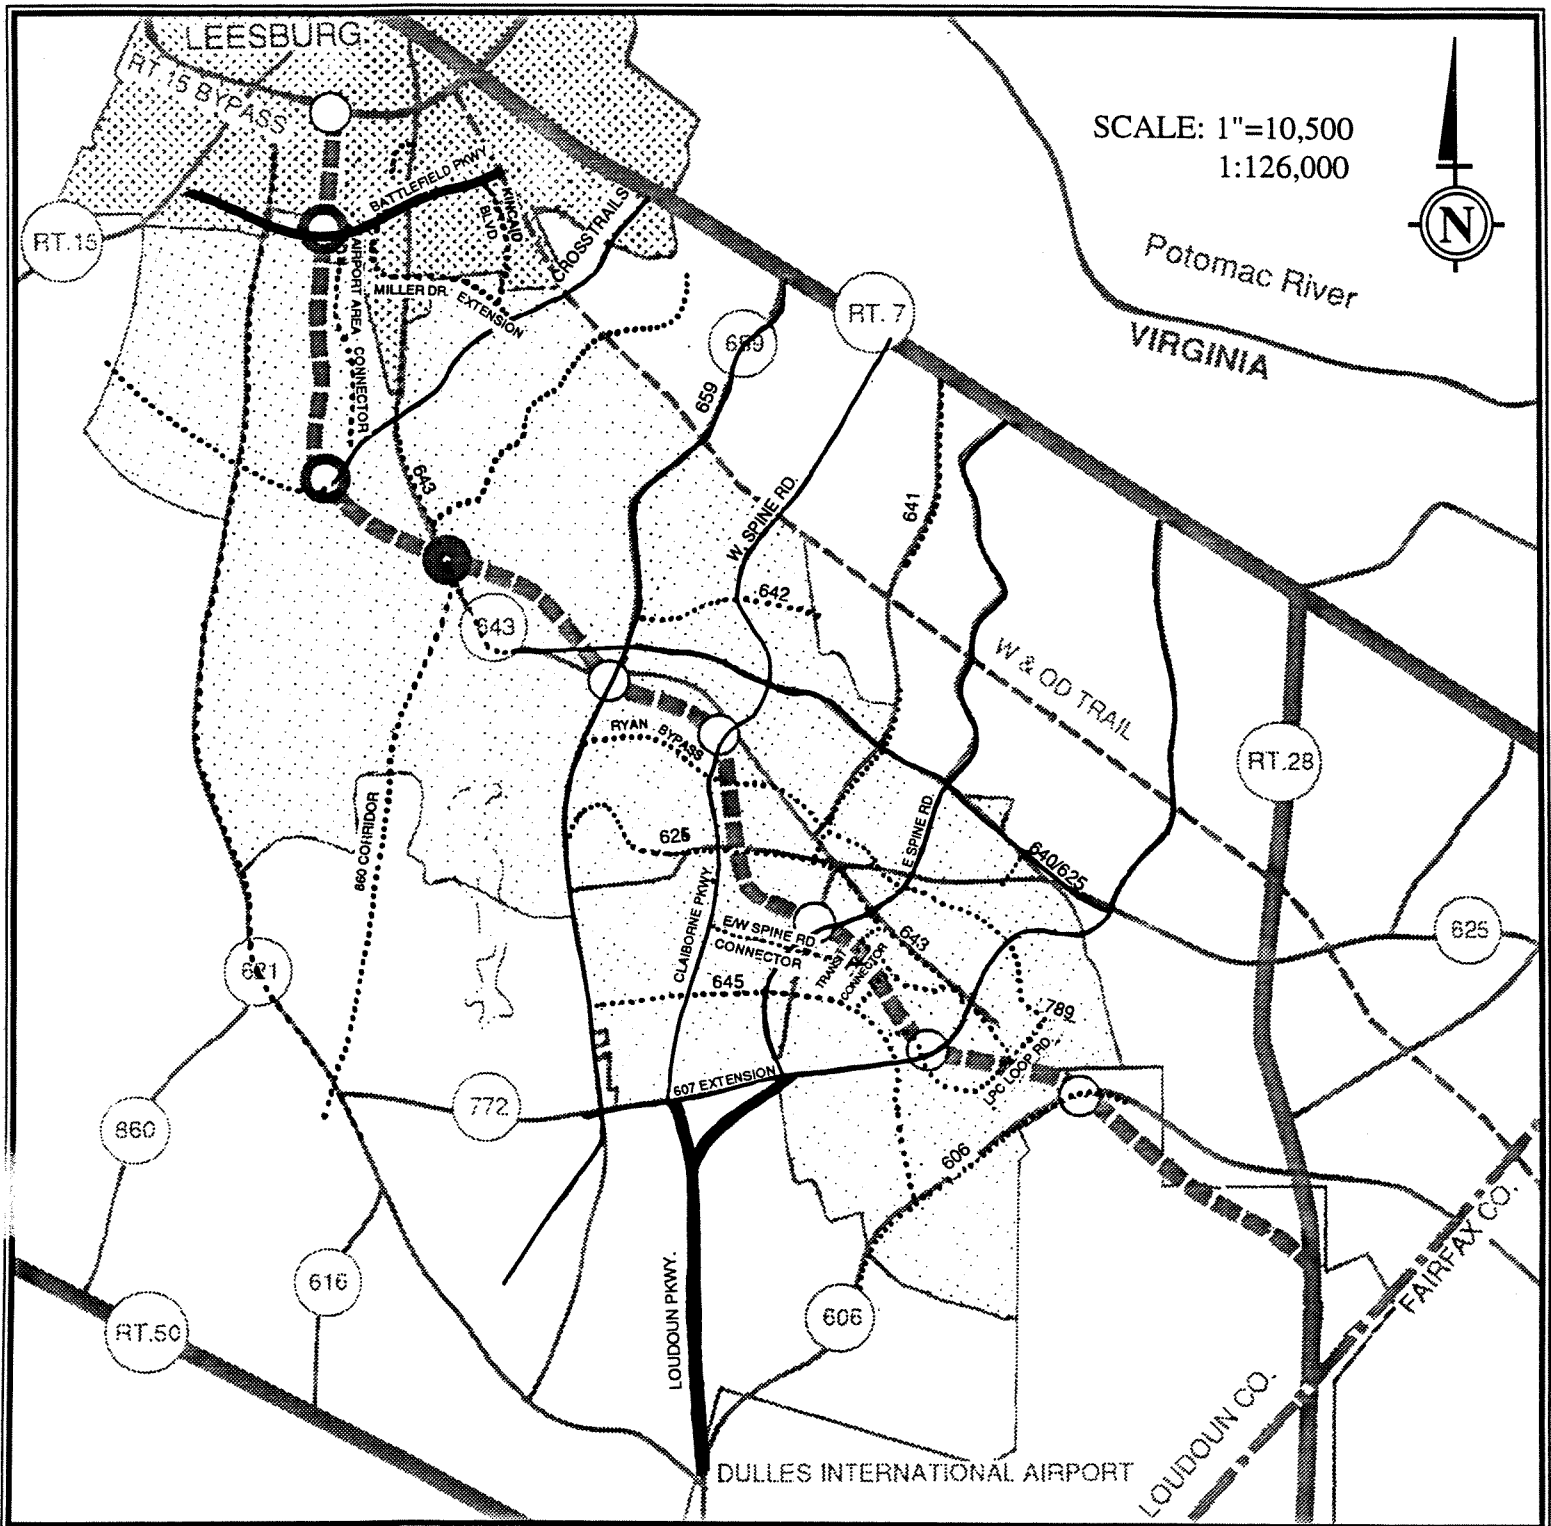 LEESBURG
RT.15 BYPASS
SCALE: 1"=10,500
1:126,000
N
BATTLEFIELD PKWY
KINCAID
BLVD
CROSSTRAILS
RT.15
AIRPORT AREA CONNECTOR
MILLER DR. EXTENSION
Potomac River
VIRGINIA
RT. 7
659
659
643
W. SPINE RD.
641
642
643
W & OD TRAIL
RYAN BYPASS
RT.28
860 CORRIDOR
625
E SPINE RD.
640/625
CLAIBORNE PKWY.
E/W SPINE RD.
CONNECTOR
TRANSIT
CONNECTOR
643
625
621
645
789
LPC LOOP RD.
607 EXTENSION
772
860
606
FAIRFAX CO.
616
LOUDOUN PKWY.
606
RT.50
LOUDOUN CO.
DULLES INTERNATIONAL AIRPORT